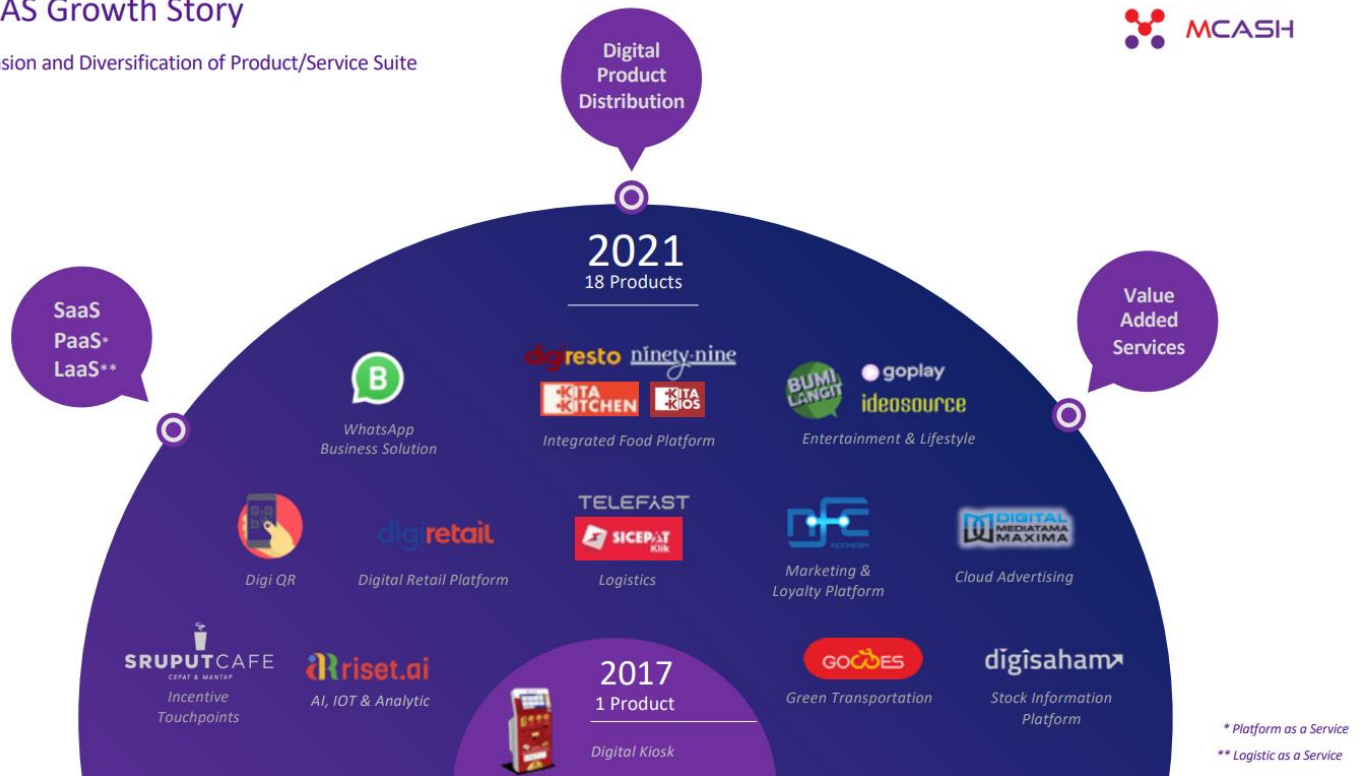 AS Growth Story
sion and Diversification of Product/Service Suite
MCASH
Digital
Product
Distribution
2021
18 Products
SaaS
PaaS*
LaaS**
Value
Added
Services
B
WhatsApp
Business Solution
digiresto ninety-nine
KITA
KITCHEN
KITA
KIOS
Integrated Food Platform
BUMI
LANGIT
goplay
ideosource
Entertainment & Lifestyle
Digi QR
digiretail
Digital Retail Platform
TELEFAST
SICEPAT
Klik
Logistics
nfc
INDONESIA
Marketing &
Loyalty Platform
DIGITAL
MEDIATAMA
MAXIMA
Cloud Advertising
SRUPUTCAFE
CEPAT & MANTAP
Incentive
Touchpoints
riset.ai
AI, IOT & Analytic
2017
1 Product
Digital Kiosk
GOWES
Green Transportation
digisaham
Stock Information
Platform
* Platform as a Service
** Logistic as a Service